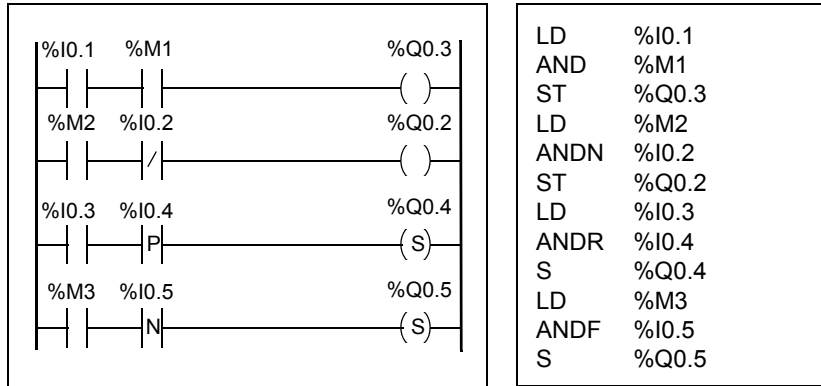 %I0.1 %M1 %Q0.3
%M2 %I0.2 %Q0.2
/
%I0.3 %I0.4 %Q0.4
P S
%M3 %I0.5 %Q0.5
N S
LD %I0.1
AND %M1
ST %Q0.3
LD %M2
ANDN %I0.2
ST %Q0.2
LD %I0.3
ANDR %I0.4
S %Q0.4
LD %M3
ANDF %I0.5
S %Q0.5